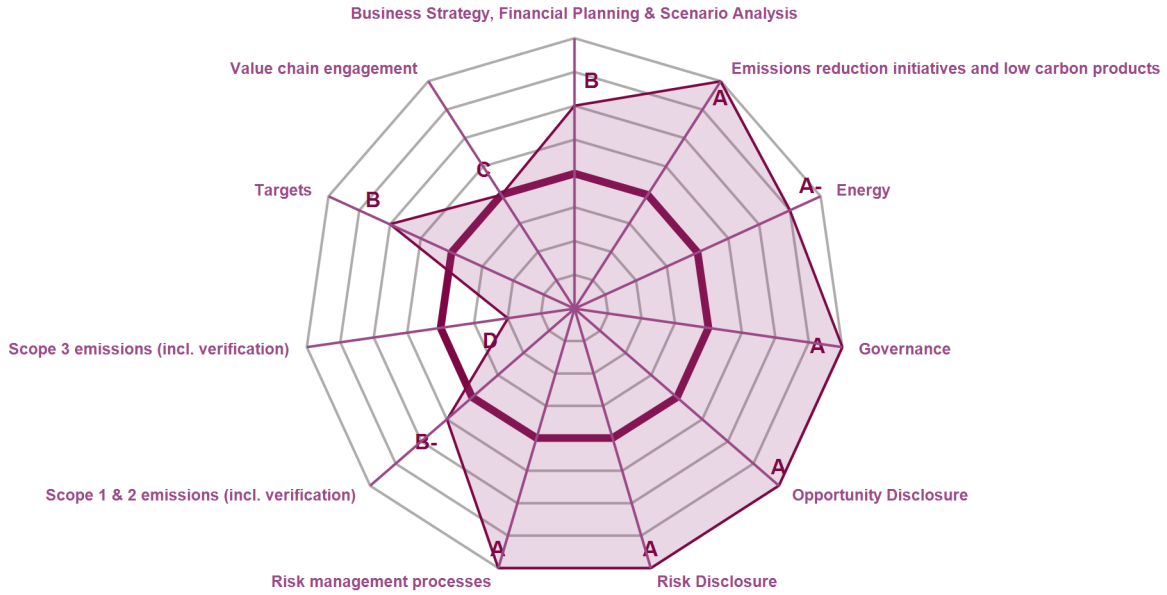 Business Strategy, Financial Planning & Scenario Analysis
Value chain engagement
Emissions reduction initiatives and low carbon products
B
A
C
Targets
B
A-
Energy
Scope 3 emissions (incl. verification)
D
A
Governance
B-
Scope 1 & 2 emissions (incl. verification)
A
Opportunity Disclosure
A
A
Risk management processes
Risk Disclosure